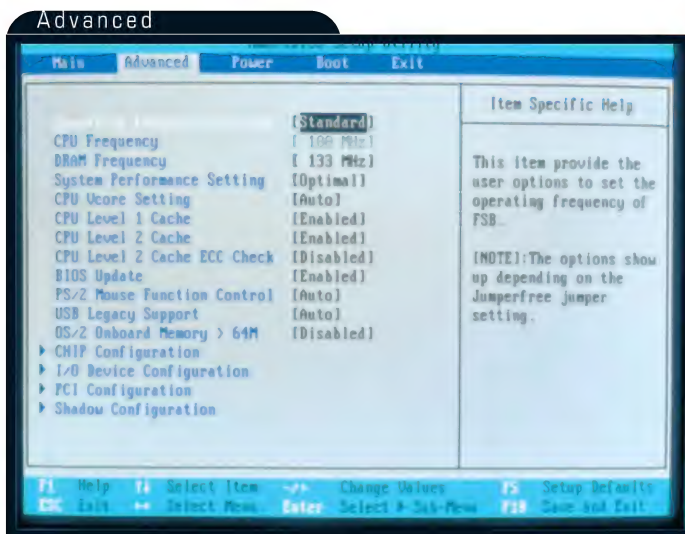 Advanced
Setup Utility
Main Advanced Power Boot Exit
[Standard]
CPU Frequency [ 100 MHz]
DRAM Frequency [ 133 MHz]
System Performance Setting [Optimal]
CPU Vcore Setting [Auto]
CPU Level 1 Cache [Enabled]
CPU Level 2 Cache [Enabled]
CPU Level 2 Cache ECC Check [Disabled]
BIOS Update [Enabled]
PS/2 Mouse Function Control [Auto]
USB Legacy Support [Auto]
OS/2 Onboard Memory > 64M [Disabled]
CHIP Configuration
I/O Device Configuration
PCI Configuration
Shadow Configuration
Item Specific Help
This item provide the
user options to set the
operating frequency of
FSB.
[NOTE]:The options show
up depending on the
Jumperfree jumper
setting.
F1 Help ↑↓ Select Item -/+ Change Values F5 Setup Defaults
ESC Exit ↔ Select Menu Enter Select ▶ Sub-Menu F10 Save and Exit